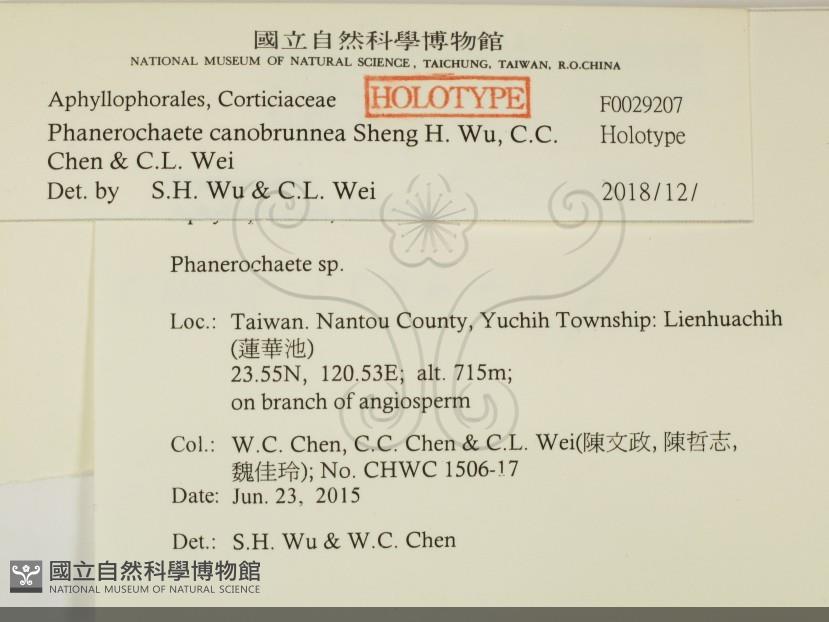 國立自然科學博物館
NATIONAL MUSEUM OF NATURAL SCIENCE, TAICHUNG, TAIWAN, R.O.CHINA
Aphyllophorales, Corticiaceae HOLOTYPE F0029207
Phanerochaete canobrunnea Sheng H. Wu, C.C. Holotype
Chen & C.L. Wei
Det. by S.H. Wu & C.L. Wei 2018/12/
Phanerochaete sp.
Loc.: Taiwan. Nantou County, Yuchih Township: Lienhuachih
(蓮華池)
23.55N, 120.53E; alt. 715m;
on branch of angiosperm
Col.: W.C. Chen, C.C. Chen & C.L. Wei(陳文政, 陳哲志,
魏佳玲); No. CHWC 1506-17
Date: Jun. 23, 2015
Det.: S.H. Wu & W.C. Chen
國立自然科學博物館
NATIONAL MUSEUM OF NATURAL SCIENCE